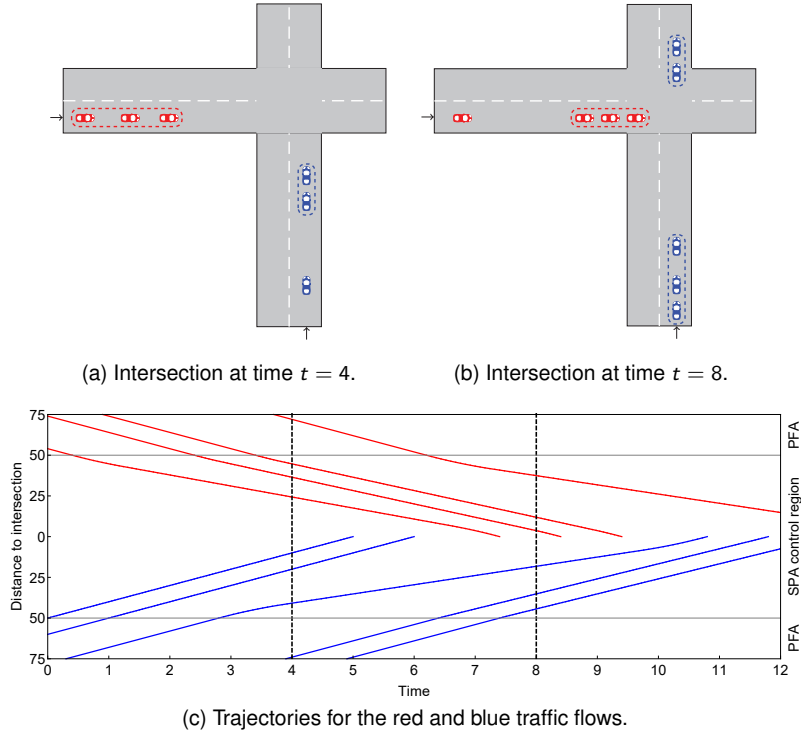 (a) Intersection at time t = 4.
(b) Intersection at time t = 8.
75
50
25
0
25
50
75
Distance to intersection
0 1 2 3 4 5 6 7 8 9 10 11 12
Time
PFA
SPA control region
PFA
(c) Trajectories for the red and blue traffic flows.